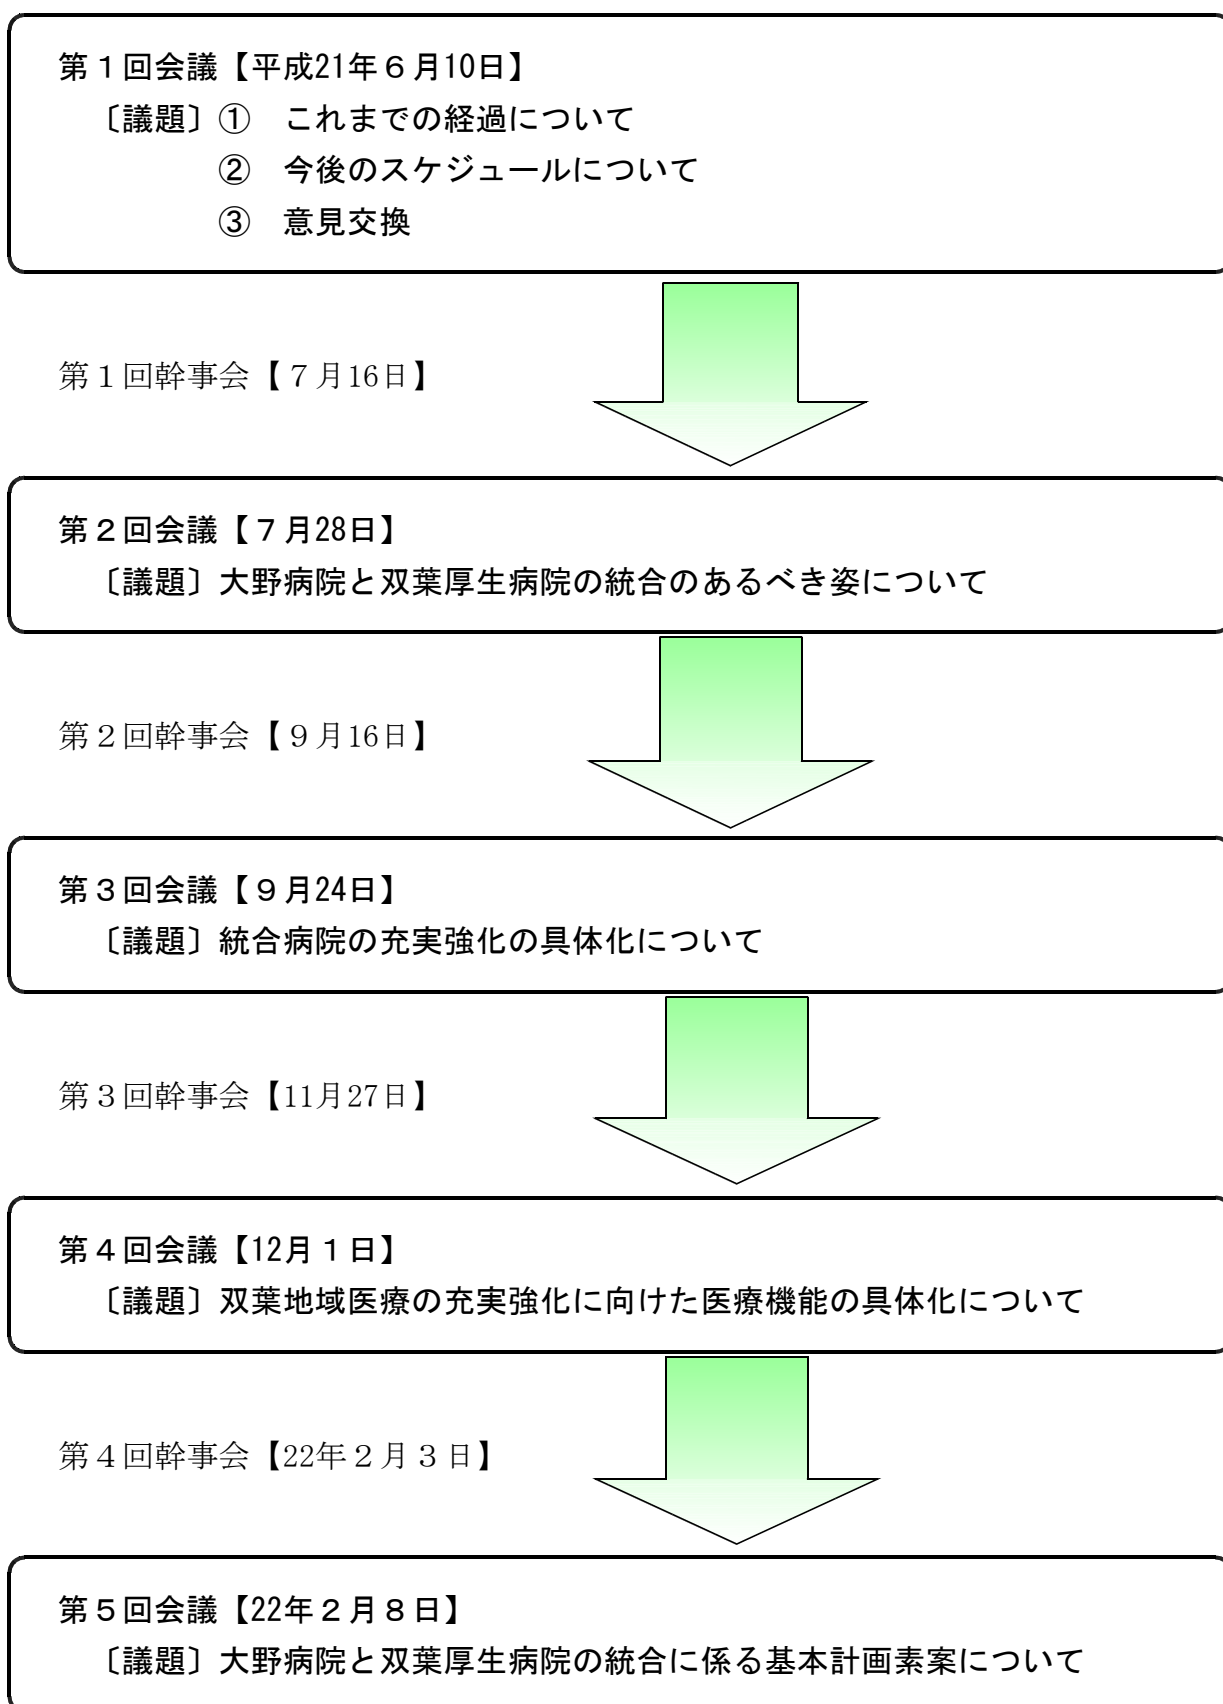 第１回会議【平成21年６月10日】
〔議題〕①　これまでの経過について
②　今後のスケジュールについて
③　意見交換
第１回幹事会【７月16日】
第２回会議【７月28日】
〔議題〕大野病院と双葉厚生病院の統合のあるべき姿について
第２回幹事会【９月16日】
第３回会議【９月24日】
〔議題〕統合病院の充実強化の具体化について
第３回幹事会【11月27日】
第４回会議【12月１日】
〔議題〕双葉地域医療の充実強化に向けた医療機能の具体化について
第４回幹事会【22年２月３日】
第５回会議【22年２月８日】
〔議題〕大野病院と双葉厚生病院の統合に係る基本計画素案について